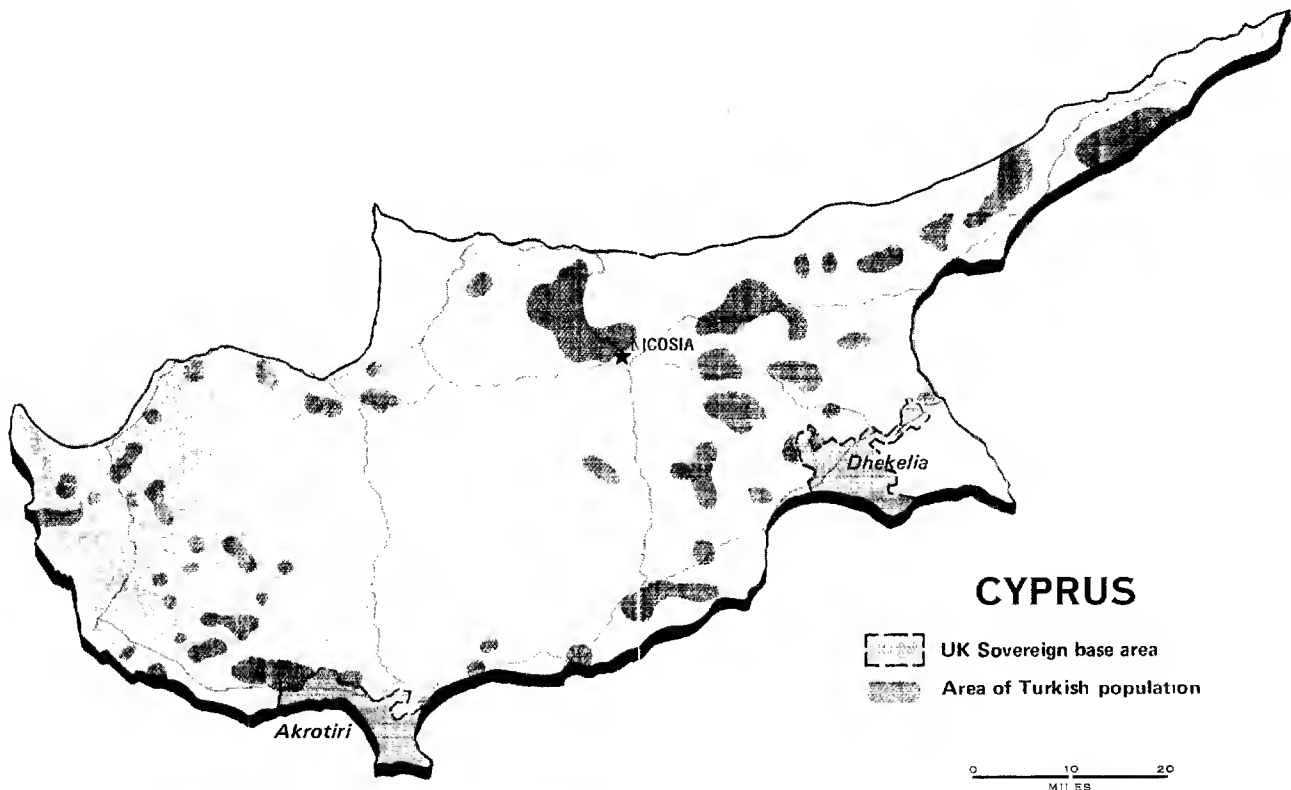 NICOSIA
Dhekelia
Akrotiri
CYPRUS
UK Sovereign base area
Area of Turkish population
0 10 20
MILES